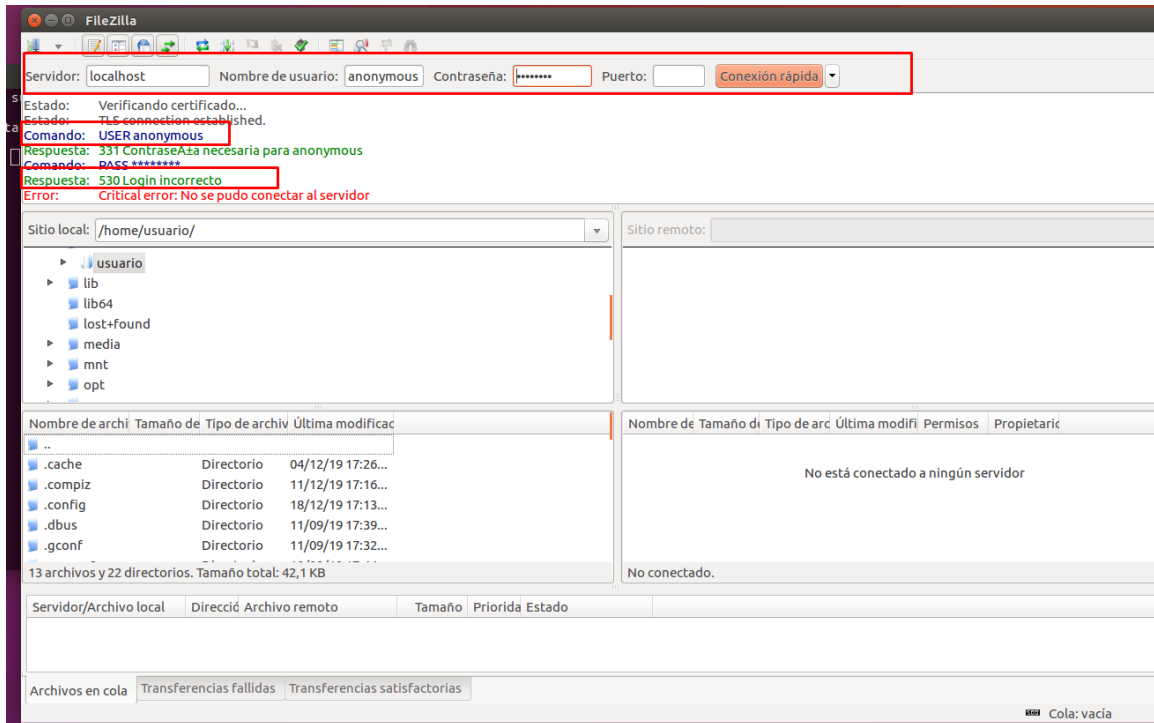 FileZilla
Servidor: localhost Nombre de usuario: anonymous Contraseña: •••••••• Puerto: Conexión rápida
Estado: Verificando certificado...
Estado: TLS connection established.
Comando: USER anonymous
Respuesta: 331 ContraseÃ±a necesaria para anonymous
Comando: PASS ********
Respuesta: 530 Login incorrecto
Error: Critical error: No se pudo conectar al servidor
Sitio local: /home/usuario/ Sitio remoto:
usuario
lib
lib64
lost+found
media
mnt
opt
Nombre de archi Tamaño de Tipo de archiv Última modificac Nombre de Tamaño de Tipo de arc Última modifi Permisos Propietario
..
.cache Directorio 04/12/19 17:26...
No está conectado a ningún servidor
.compiz Directorio 11/12/19 17:16...
.config Directorio 18/12/19 17:13...
.dbus Directorio 11/09/19 17:39...
.gconf Directorio 11/09/19 17:32...
13 archivos y 22 directorios. Tamaño total: 42,1 KB No conectado.
Servidor/Archivo local Direcció Archivo remoto Tamaño Priorida Estado
Archivos en cola Transferencias fallidas Transferencias satisfactorias
Cola: vacía